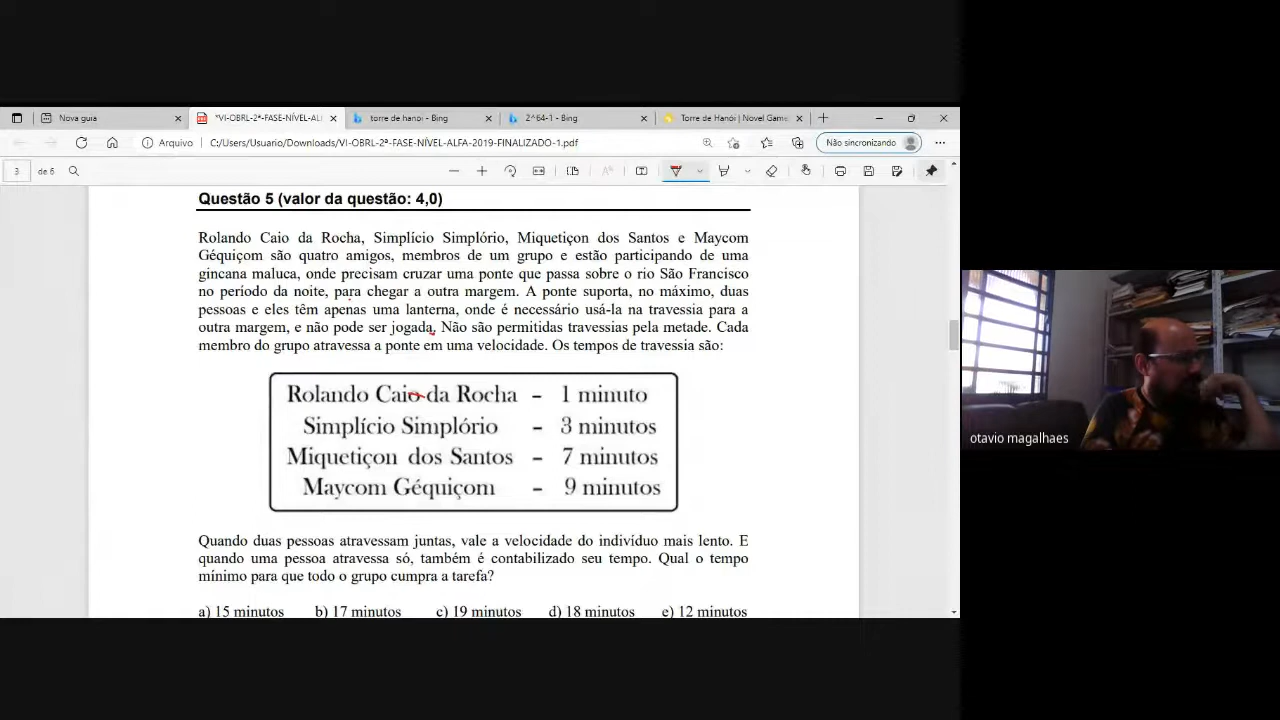 Nova guia
*VI-OBRL-2ª-FASE-NÍVEL-AL
torre de hanoi - Bing
2^64-1 - Bing
Torre de Hanói | Novel Game
Arquivo
C:/Users/Usuario/Downloads/VI-OBRL-2ª-FASE-NÍVEL-ALFA-2019-FINALIZADO-1.pdf
Não sincronizando
3 de 6
Questão 5 (valor da questão: 4,0)
Rolando Caio da Rocha, Simplício Simplório, Miquetiçon dos Santos e Maycom
Géquiçom são quatro amigos, membros de um grupo e estão participando de uma
gincana maluca, onde precisam cruzar uma ponte que passa sobre o rio São Francisco
no período da noite, para chegar a outra margem. A ponte suporta, no máximo, duas
pessoas e eles têm apenas uma lanterna, onde é necessário usá-la na travessia para a
outra margem, e não pode ser jogada. Não são permitidas travessias pela metade. Cada
membro do grupo atravessa a ponte em uma velocidade. Os tempos de travessia são:
Rolando Caio da Rocha - 1 minuto
Simplício Simplório - 3 minutos
Miquetiçon dos Santos - 7 minutos
Maycom Géquiçom - 9 minutos
Quando duas pessoas atravessam juntas, vale a velocidade do indivíduo mais lento. E
quando uma pessoa atravessa só, também é contabilizado seu tempo. Qual o tempo
mínimo para que todo o grupo cumpra a tarefa?
a) 15 minutos b) 17 minutos c) 19 minutos d) 18 minutos e) 12 minutos
otavio magalhaes